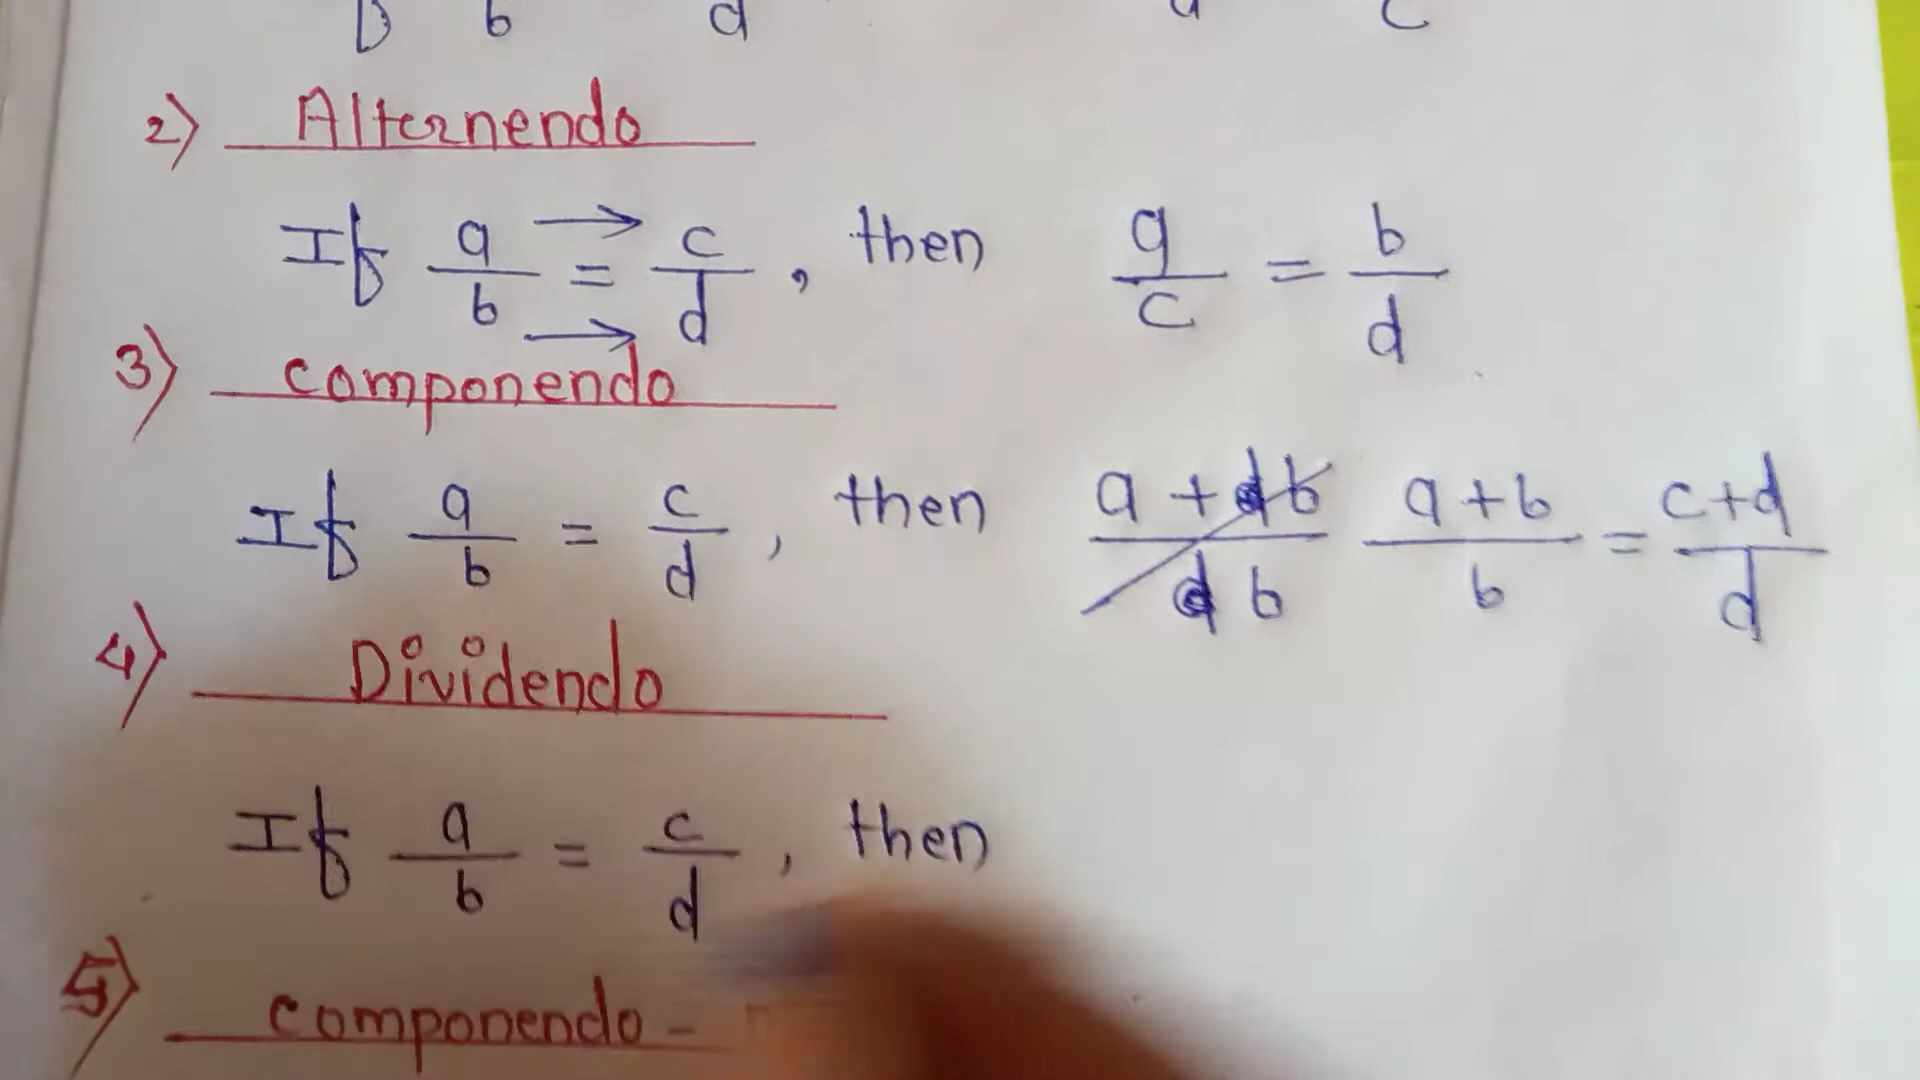 b d a c
2) Alternendo
If a/b = c/d, then a/c = b/d
3) componendo
If a/b = c/d, then a+b/b a+b/b = c+d/d
4) Dividendo
If a/b = c/d, then
5) componendo -